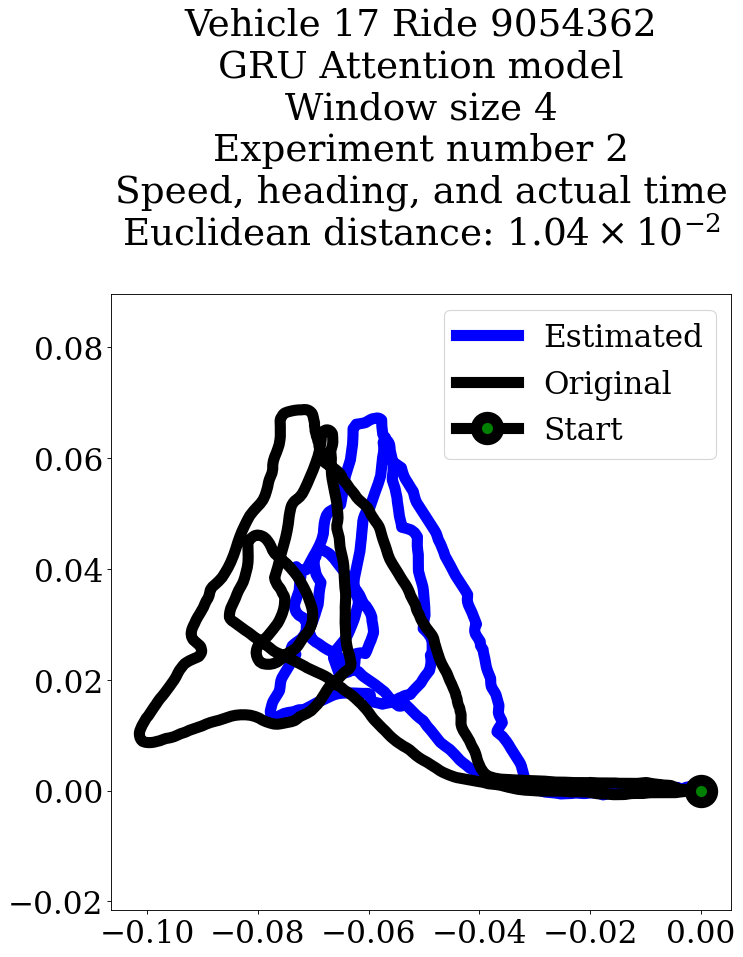 Vehicle 17 Ride 9054362
GRU Attention model
Window size 4
Experiment number 2
Speed, heading, and actual time
Euclidean distance: 1.04 × 10⁻²
Estimated
Original
Start
0.08
0.06
0.04
0.02
0.00
−0.02
−0.10 −0.08 −0.06 −0.04 −0.02 0.00